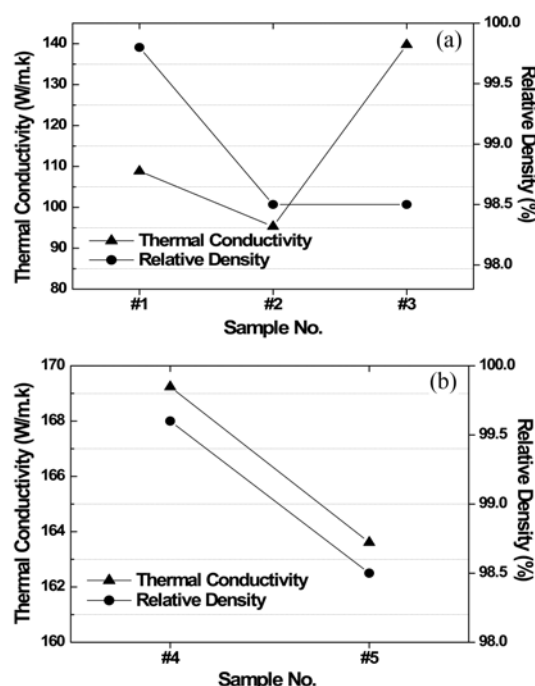 (a)
Thermal Conductivity (W/m.k)
140
130
120
110
100
90
80
100.0
99.5
99.0
98.5
98.0
Relative Density (%)
Thermal Conductivity
Relative Density
#1 #2 #3
Sample No.
(b)
Thermal Conductivity (W/m.k)
170
168
166
164
162
160
100.0
99.5
99.0
98.5
98.0
Relative Density (%)
Thermal Conductivity
Relative Density
#4 #5
Sample No.